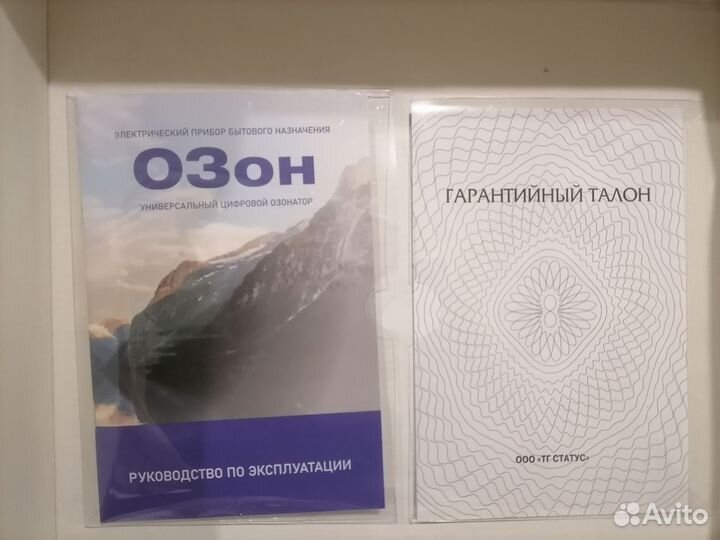 ЭЛЕКТРИЧЕСКИЙ ПРИБОР БЫТОВОГО НАЗНАЧЕНИЯ
ОЗон
УНИВЕРСАЛЬНЫЙ ЦИФРОВОЙ ОЗОНАТОР
РУКОВОДСТВО ПО ЭКСПЛУАТАЦИИ
ГАРАНТИЙНЫЙ ТАЛОН
ООО «ТГ СТАТУС»
Avito